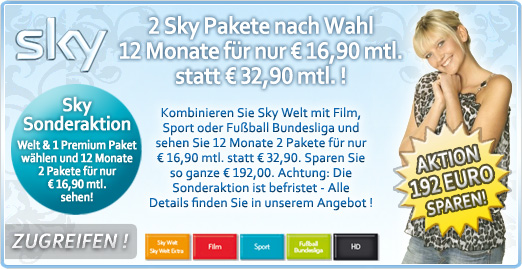 sky
2 Sky Pakete nach Wahl
12 Monate für nur € 16,90 mtl.
statt € 32,90 mtl. !
Sky
Sonderaktion
Welt & 1 Premium Paket
wählen und 12 Monate
2 Pakete für nur
€ 16,90 mtl.
sehen!
Kombinieren Sie Sky Welt mit Film,
Sport oder Fußball Bundesliga und
sehen Sie 12 Monate 2 Pakete für nur
€ 16,90 mtl. statt € 32,90. Sparen Sie
so ganze € 192,00. Achtung: Die
Sonderaktion ist befristet - Alle
Details finden Sie in unserem Angebot !
AKTION
192 EURO
SPAREN!
ZUGREIFEN !
Sky Welt
Sky Welt Extra
Film
Sport
Fußball
Bundesliga
HD